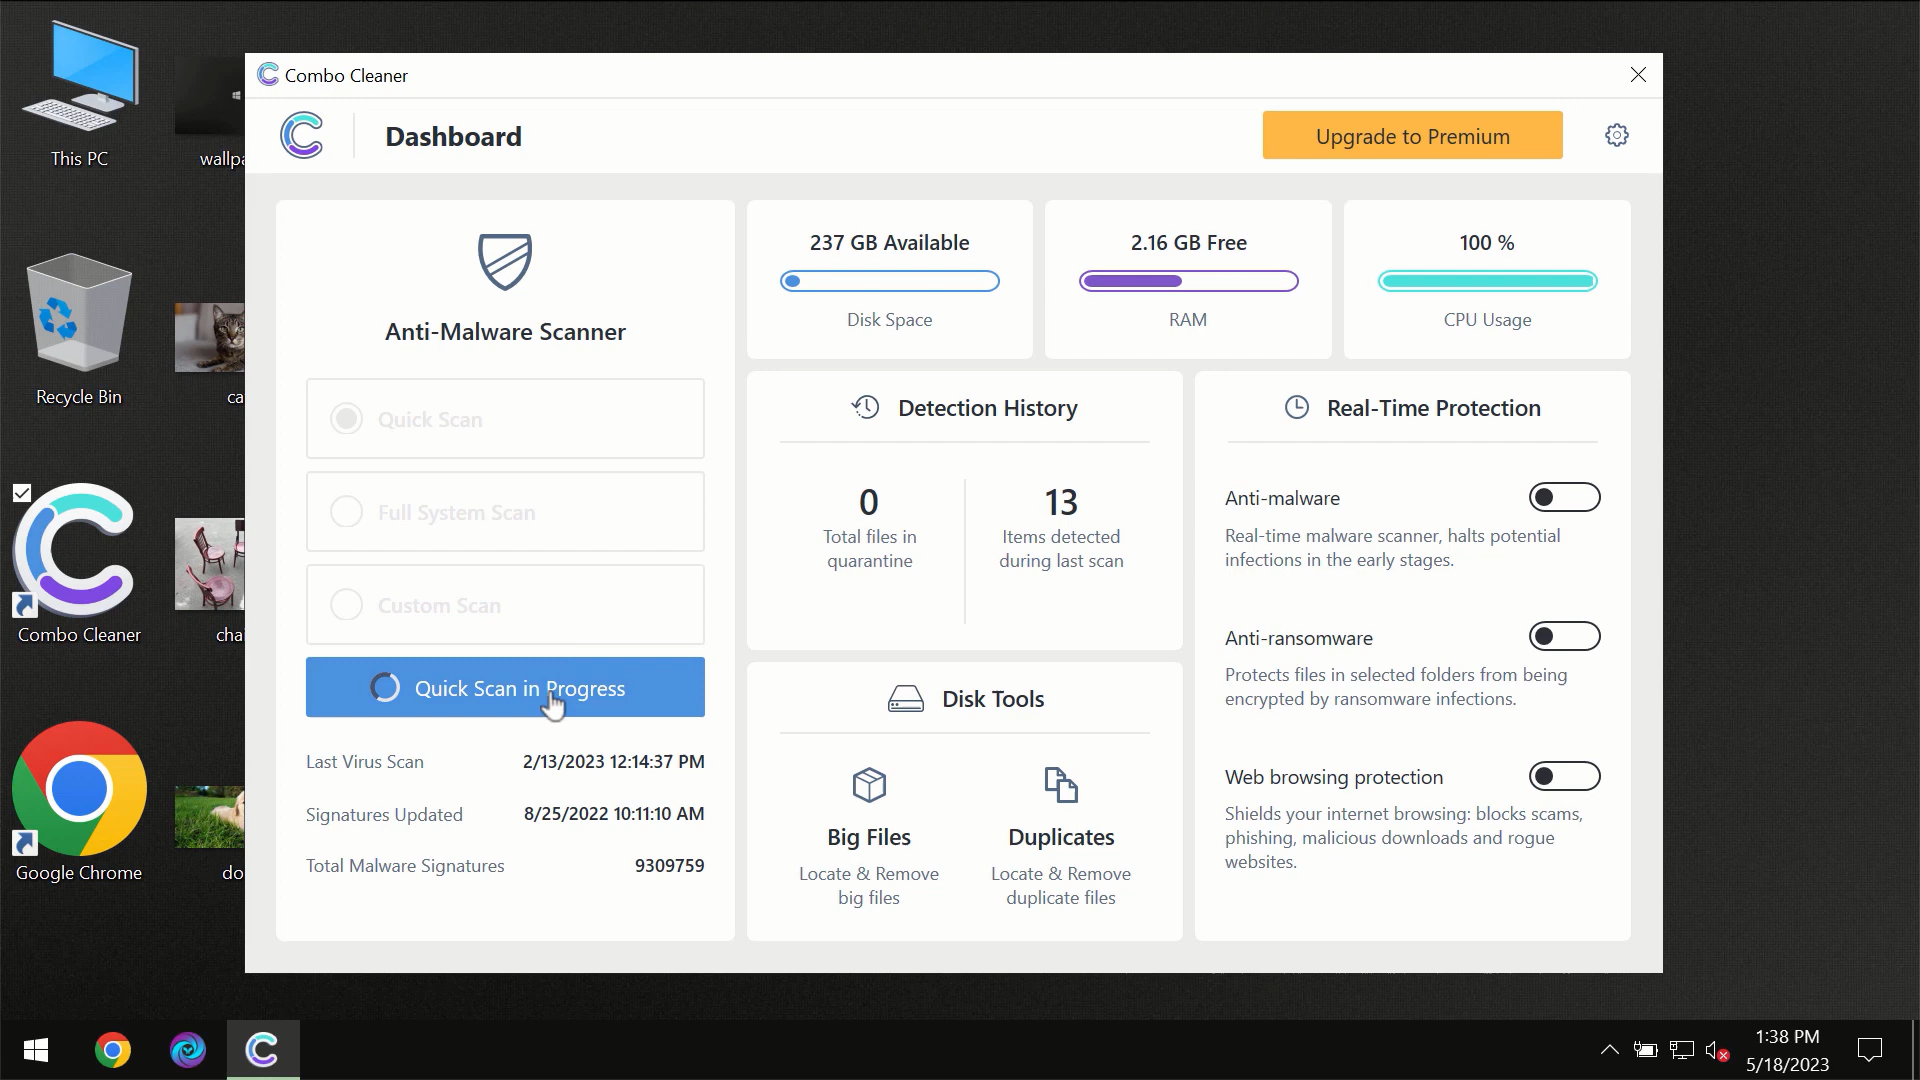 This PC
wallpa
Recycle Bin
ca
Combo Cleaner
chai
Google Chrome
do
Combo Cleaner
Dashboard
Upgrade to Premium
Anti-Malware Scanner
Quick Scan
Full System Scan
Custom Scan
Quick Scan in Progress
Last Virus Scan 2/13/2023 12:14:37 PM
Signatures Updated 8/25/2022 10:11:10 AM
Total Malware Signatures 9309759
237 GB Available
Disk Space
2.16 GB Free
RAM
100 %
CPU Usage
Detection History
0
Total files in
quarantine
13
Items detected
during last scan
Disk Tools
Big Files
Locate & Remove
big files
Duplicates
Locate & Remove
duplicate files
Real-Time Protection
Anti-malware
Real-time malware scanner, halts potential
infections in the early stages.
Anti-ransomware
Protects files in selected folders from being
encrypted by ransomware infections.
Web browsing protection
Shields your internet browsing: blocks scams,
phishing, malicious downloads and rogue
websites.
1:38 PM
5/18/2023